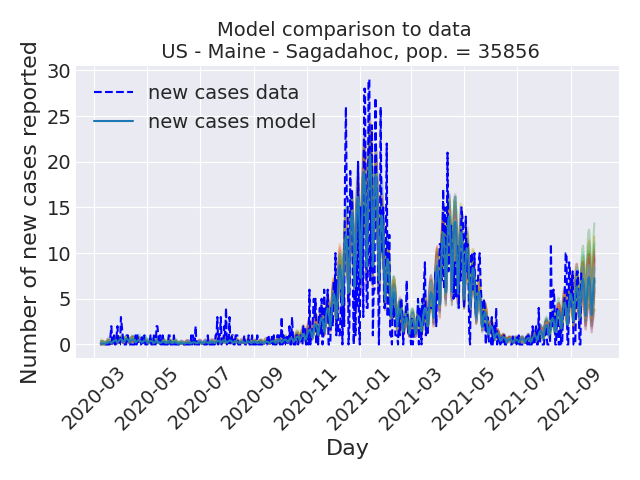 Model comparison to data
US - Maine - Sagadahoc, pop. = 35856
Number of new cases reported
30
25
20
15
10
5
0
new cases data
new cases model
2020-03
2020-05
2020-07
2020-09
2020-11
2021-01
2021-03
2021-05
2021-07
2021-09
Day